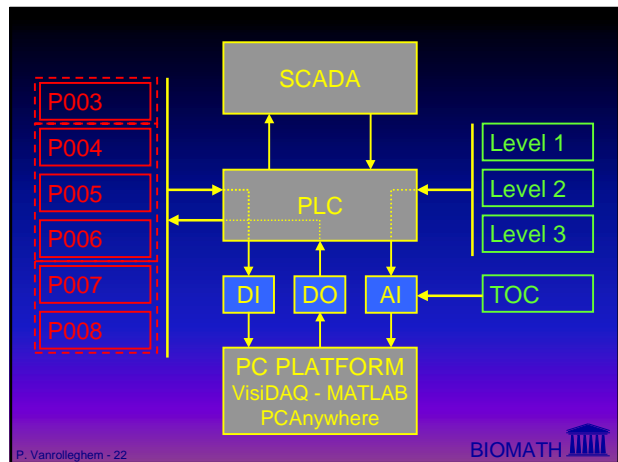 SCADA
P003
P004
P005
P006
P007
P008
PLC
Level 1
Level 2
Level 3
DI
DO
AI
TOC
PC PLATFORM
VisiDAQ - MATLAB
PCAnywhere
P. Vanrolleghem - 22
BIOMATH